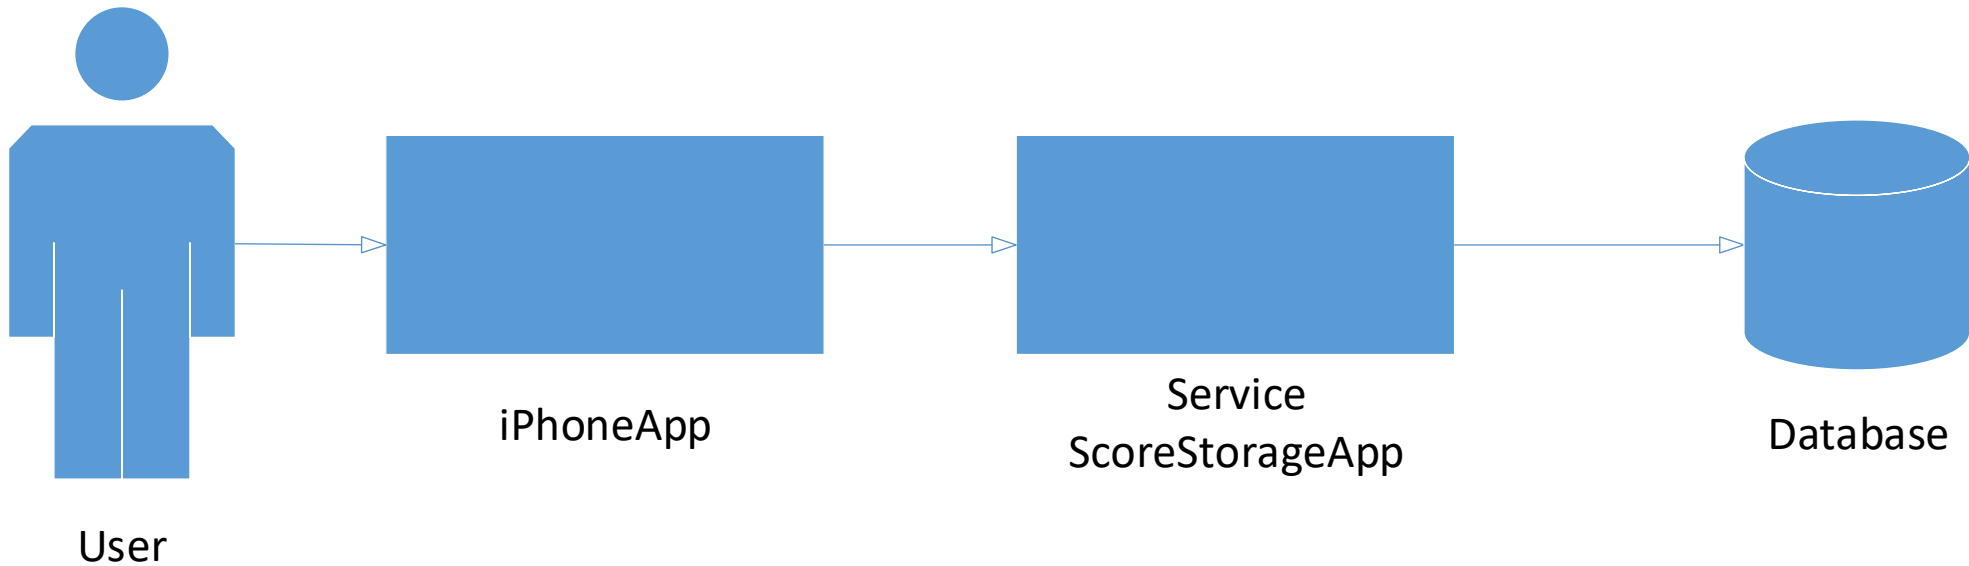 iPhoneApp
Service
ScoreStorageApp
Database
User